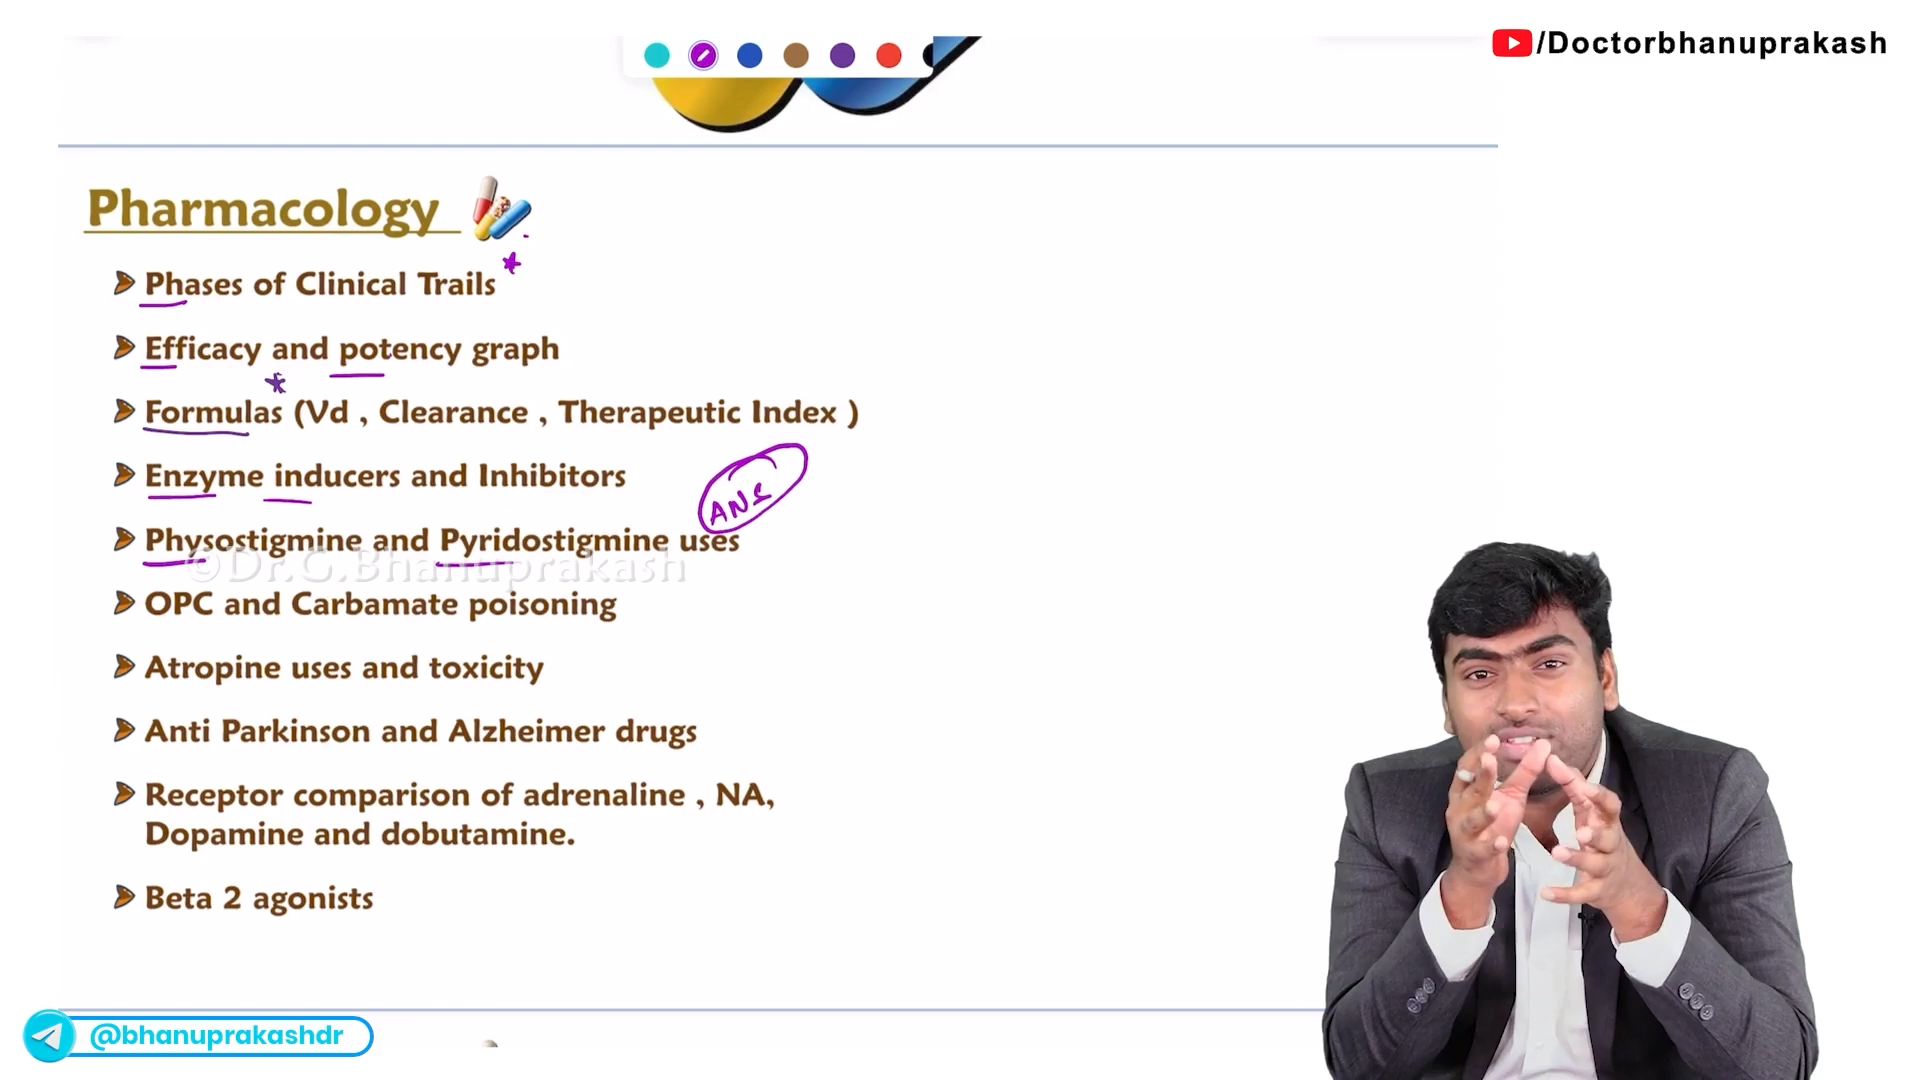 /Doctorbhanuprakash
Pharmacology
Phases of Clinical Trails
Efficacy and potency graph
Formulas (Vd , Clearance , Therapeutic Index )
Enzyme inducers and Inhibitors
ANS
Physostigmine and Pyridostigmine uses
©Dr.G.Bhanuprakash
OPC and Carbamate poisoning
Atropine uses and toxicity
Anti Parkinson and Alzheimer drugs
Receptor comparison of adrenaline , NA,
Dopamine and dobutamine.
Beta 2 agonists
@bhanuprakashdr